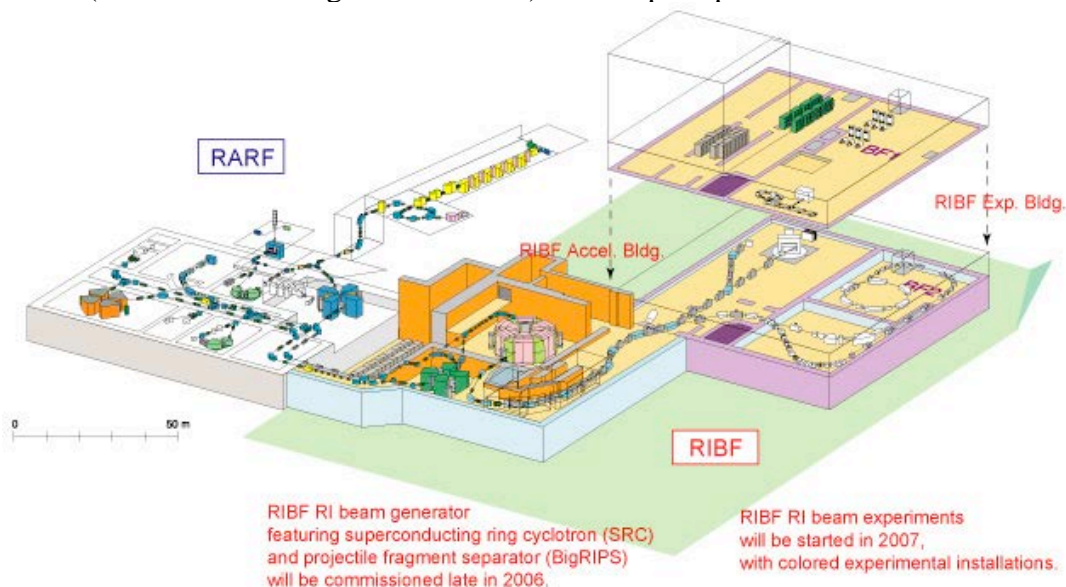 RARF
BF1
RIBF Exp. Bldg.
RIBF Accel. Bldg.
BF2
0 50 m
RIBF
RIBF RI beam generator
featuring superconducting ring cyclotron (SRC)
and projectile fragment separator (BigRIPS)
will be commissioned late in 2006.
RIBF RI beam experiments
will be started in 2007,
with colored experimental installations.